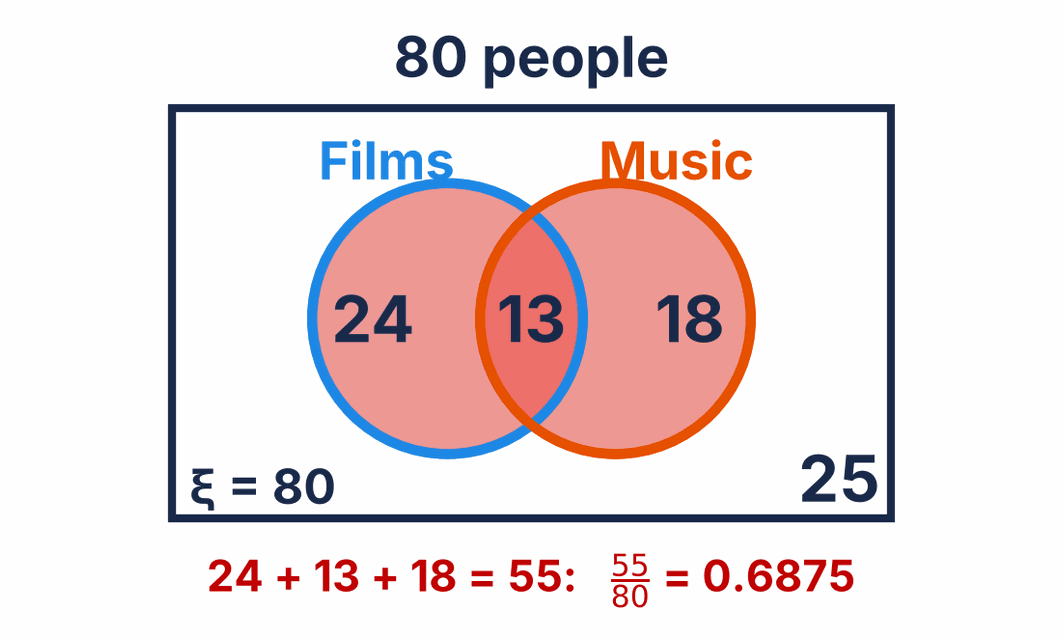 80 people
Films Music
24 13 18
ξ = 80 25
24 + 13 + 18 = 55: 55/80 = 0.6875